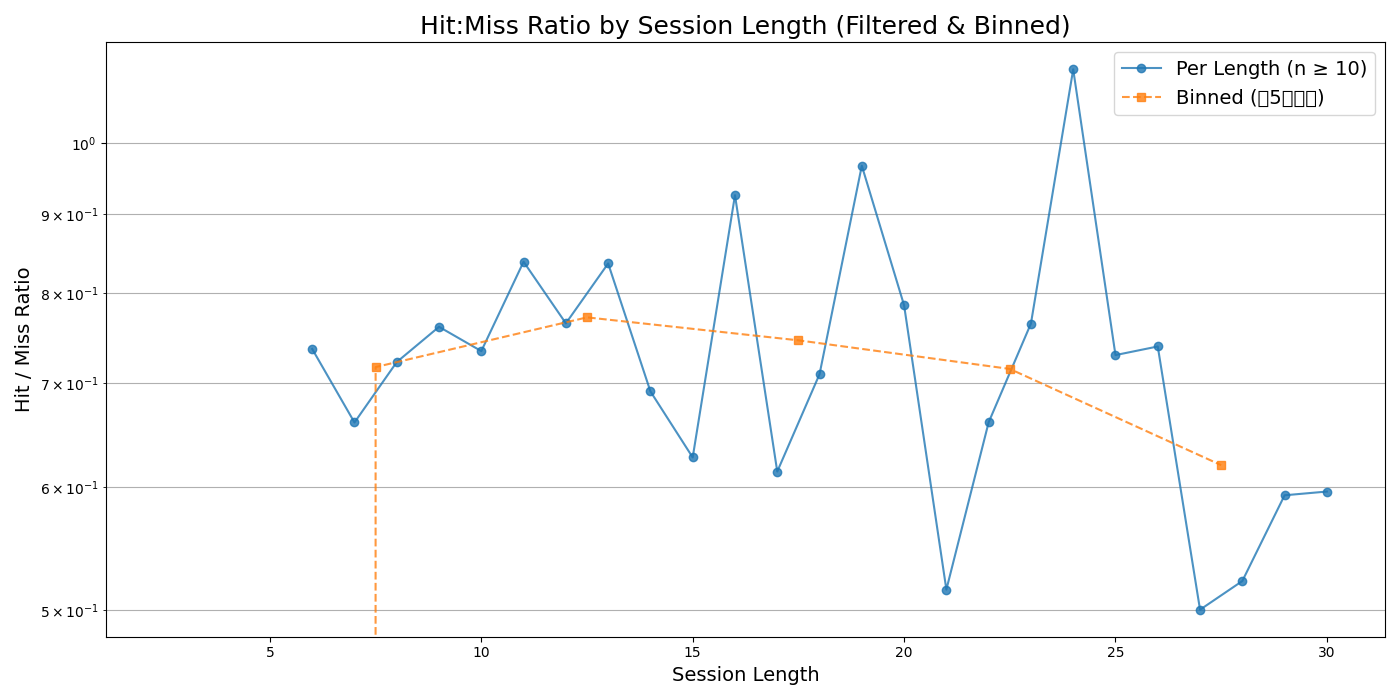 Hit:Miss Ratio by Session Length (Filtered & Binned)
Per Length (n ≥ 10)
Binned (5)
10⁰
9 × 10⁻¹
8 × 10⁻¹
7 × 10⁻¹
6 × 10⁻¹
5 × 10⁻¹
Hit / Miss Ratio
5 10 15 20 25 30
Session Length